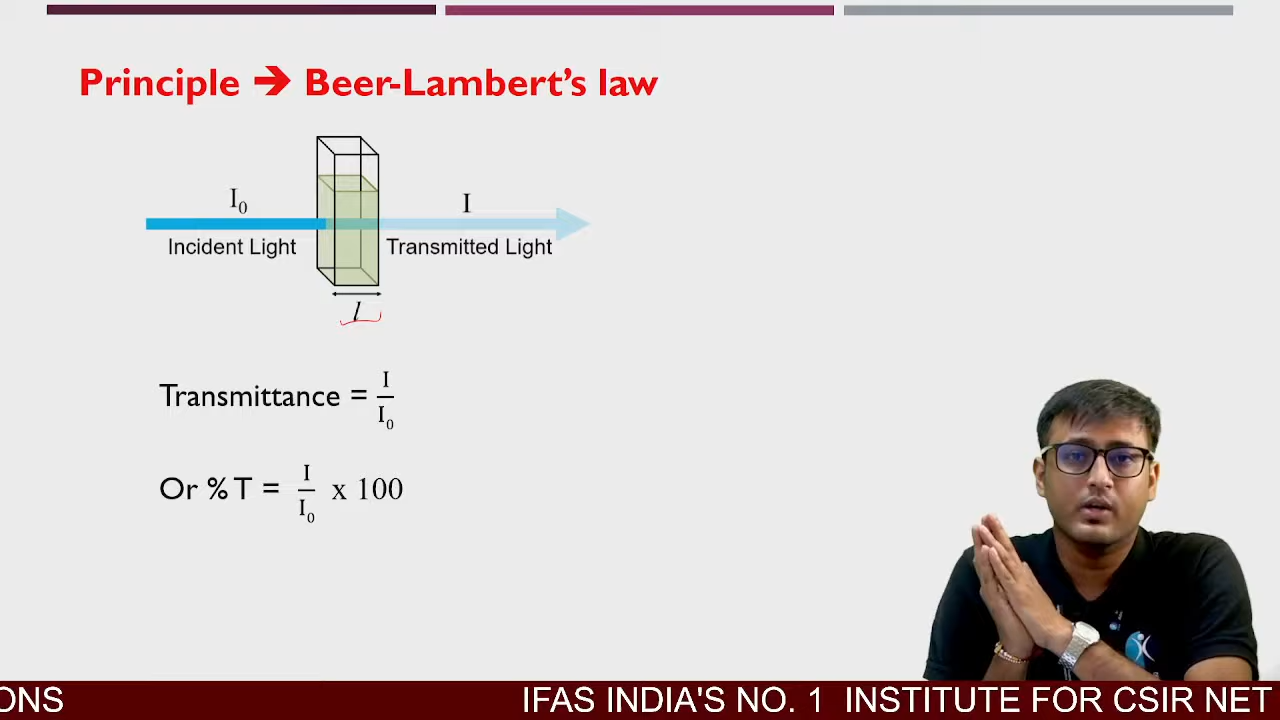 Principle ➔ Beer-Lambert's law
I₀ I
Incident Light Transmitted Light
l
Transmittance = I/I₀
Or %T = I/I₀ x 100
ONS IFAS INDIA'S NO. 1 INSTITUTE FOR CSIR NET